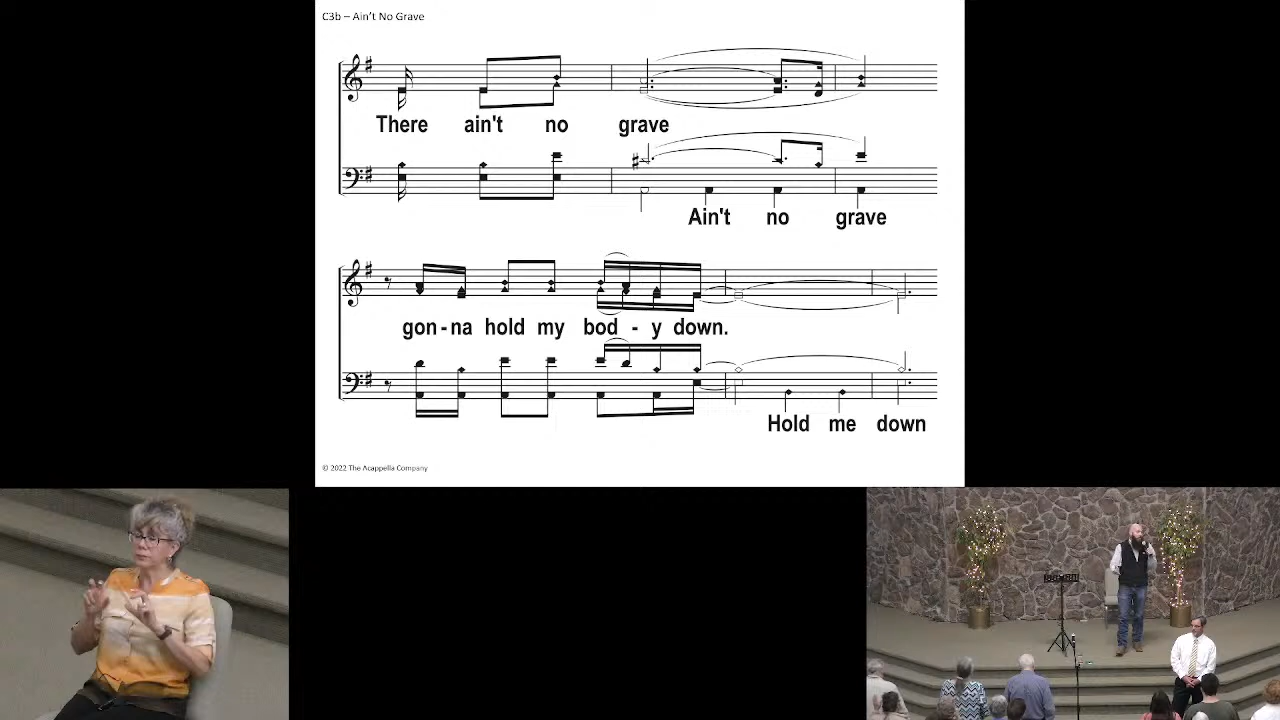 C3b – Ain't No Grave
There ain't no grave
Ain't no grave
gon - na hold my bod - y down.
Hold me down
© 2022 The Acappella Company